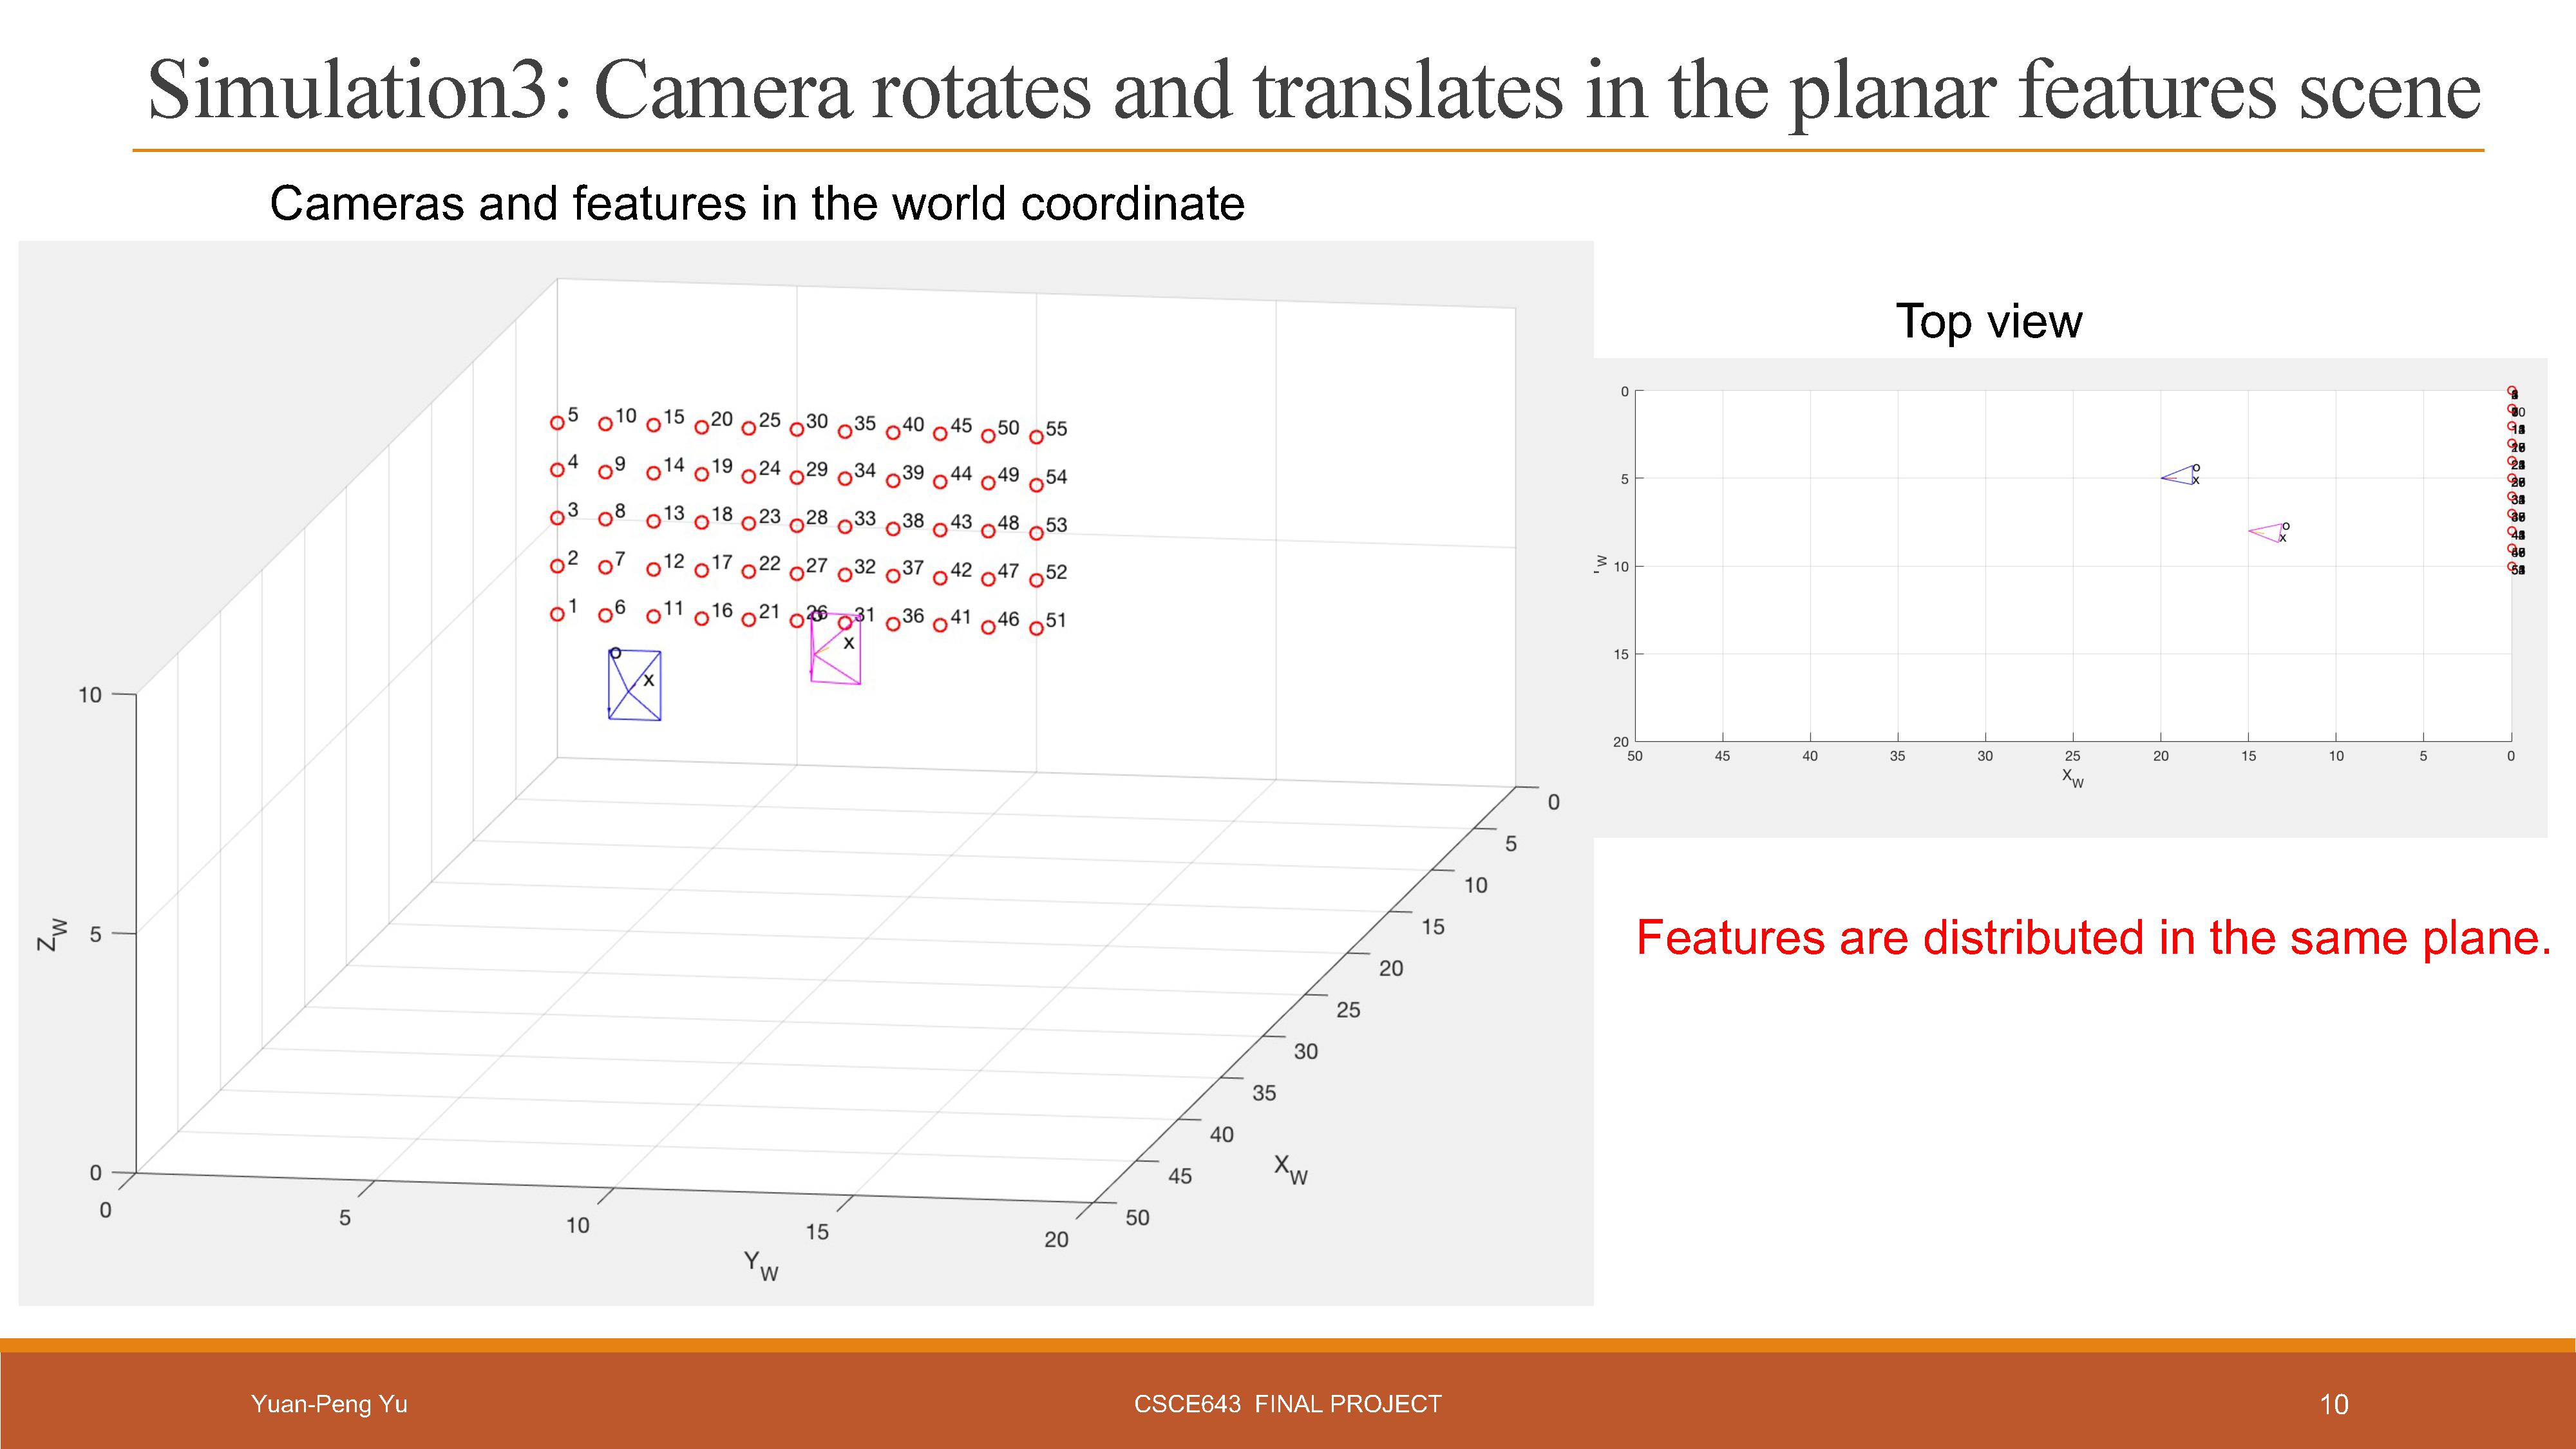 Simulation3: Camera rotates and translates in the planar features scene
Cameras and features in the world coordinate
5 10 15 20 25 30 35 40 45 50 55
4 9 14 19 24 29 34 39 44 49 54
3 8 13 18 23 28 33 38 43 48 53
2 7 12 17 22 27 32 37 42 47 52
1 6 11 16 21 26 31 36 41 46 51
o x
o x
10
5
0
Z_W
0 5 10 15 20
Y_W
0
5
10
15
20
25
30
35
40
45
50
X_W
Top view
0
5
10
15
20
W
o
x
o
x
50 45 40 35 30 25 20 15 10 5 0
X_W
Features are distributed in the same plane.
Yuan-Peng Yu
CSCE643 FINAL PROJECT
10